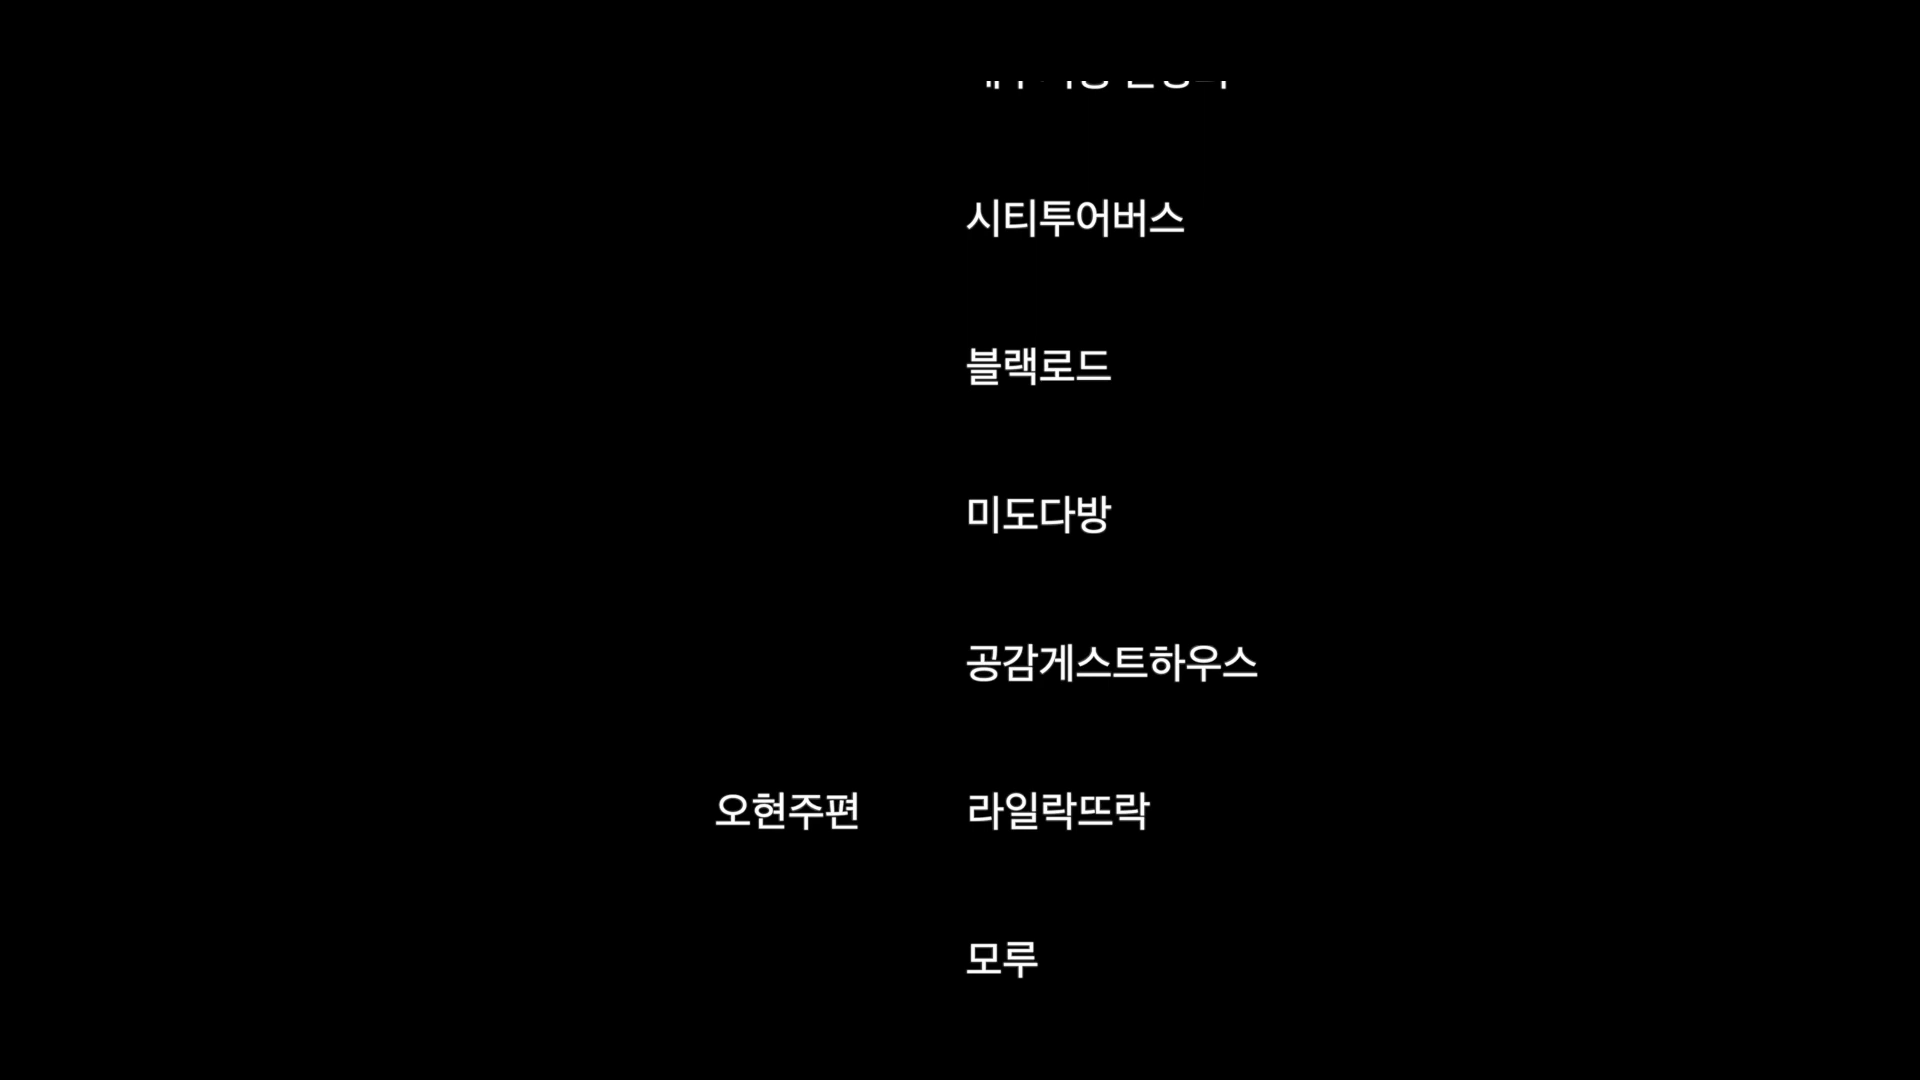 시티투어버스
블랙로드
미도다방
공감게스트하우스
오현주편 라일락뜨락
모루